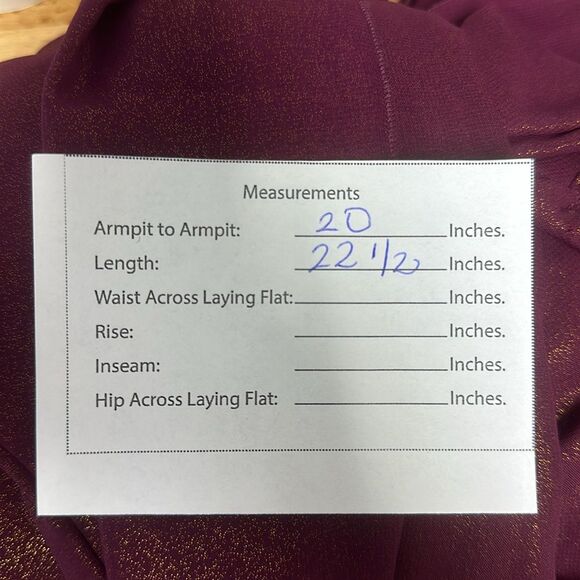 Measurements
Armpit to Armpit: 20 Inches.
Length: 22 1/2 Inches.
Waist Across Laying Flat: Inches.
Rise: Inches.
Inseam: Inches.
Hip Across Laying Flat: Inches.